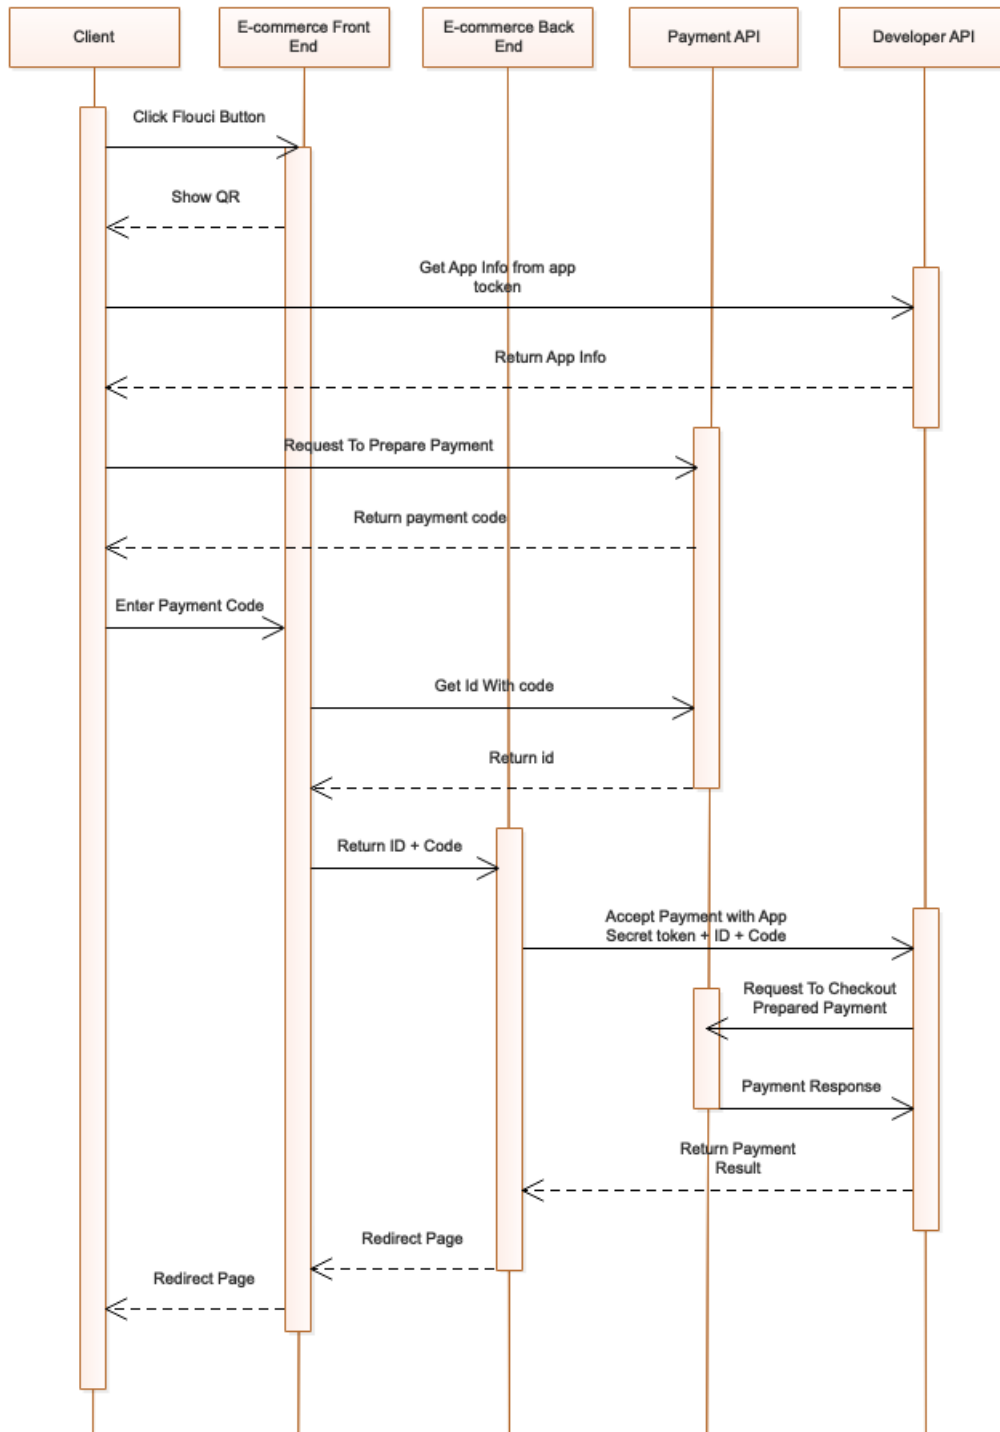 Client
E-commerce Front
End
E-commerce Back
End
Payment API
Developer API
Click Flouci Button
Show QR
Get App Info from app
tocken
Return App Info
Request To Prepare Payment
Return payment code
Enter Payment Code
Get Id With code
Return id
Return ID + Code
Accept Payment with App
Secret token + ID + Code
Request To Checkout
Prepared Payment
Payment Response
Return Payment
Result
Redirect Page
Redirect Page